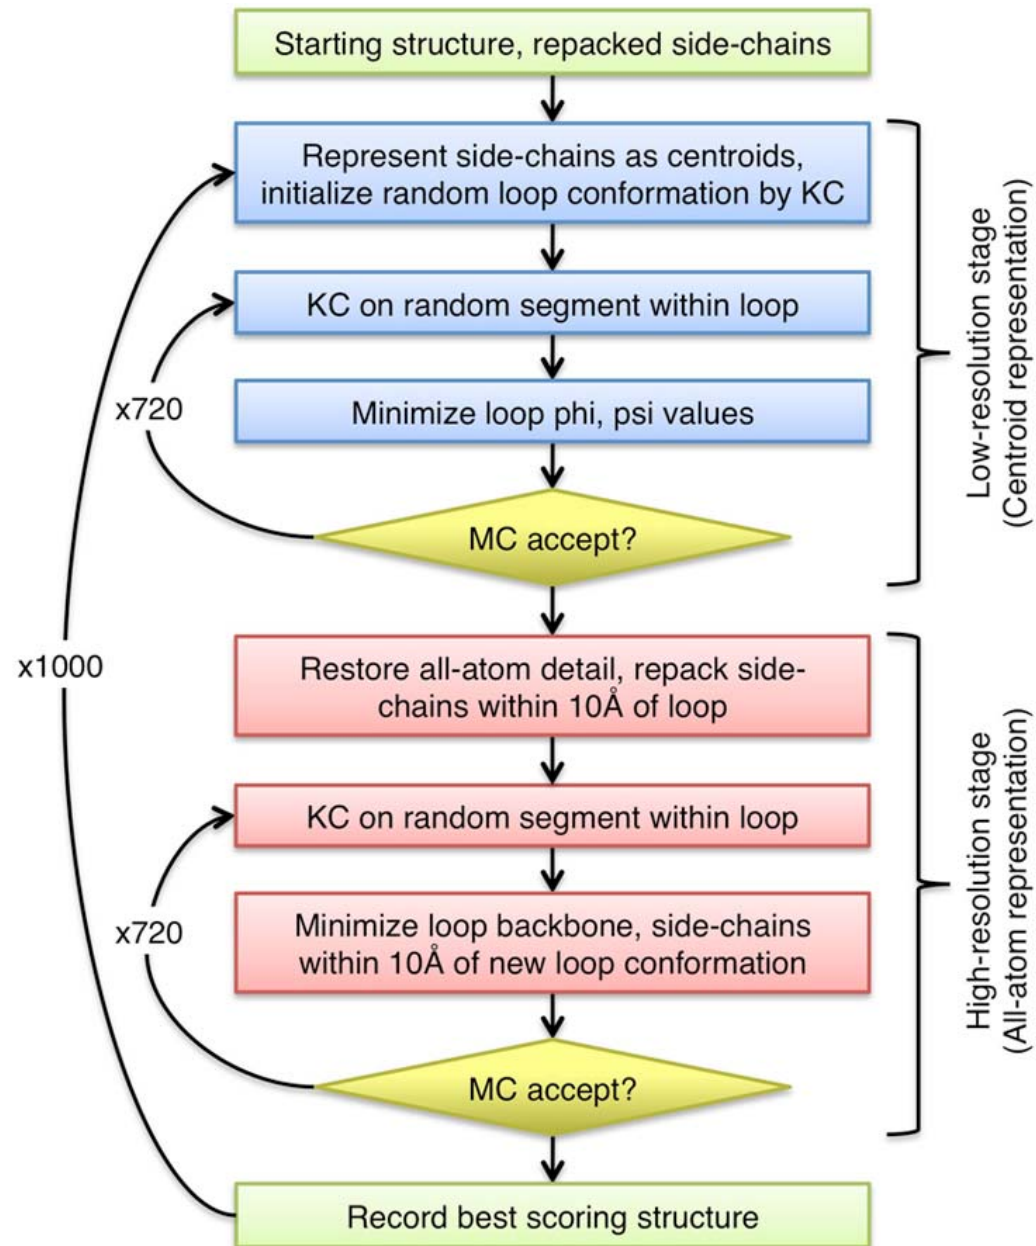 Starting structure, repacked side-chains
Represent side-chains as centroids,
initialize random loop conformation by KC
KC on random segment within loop
x720
Minimize loop phi, psi values
MC accept?
Low-resolution stage
(Centroid representation)
x1000
Restore all-atom detail, repack side-
chains within 10Å of loop
KC on random segment within loop
x720
Minimize loop backbone, side-chains
within 10Å of new loop conformation
MC accept?
High-resolution stage
(All-atom representation)
Record best scoring structure